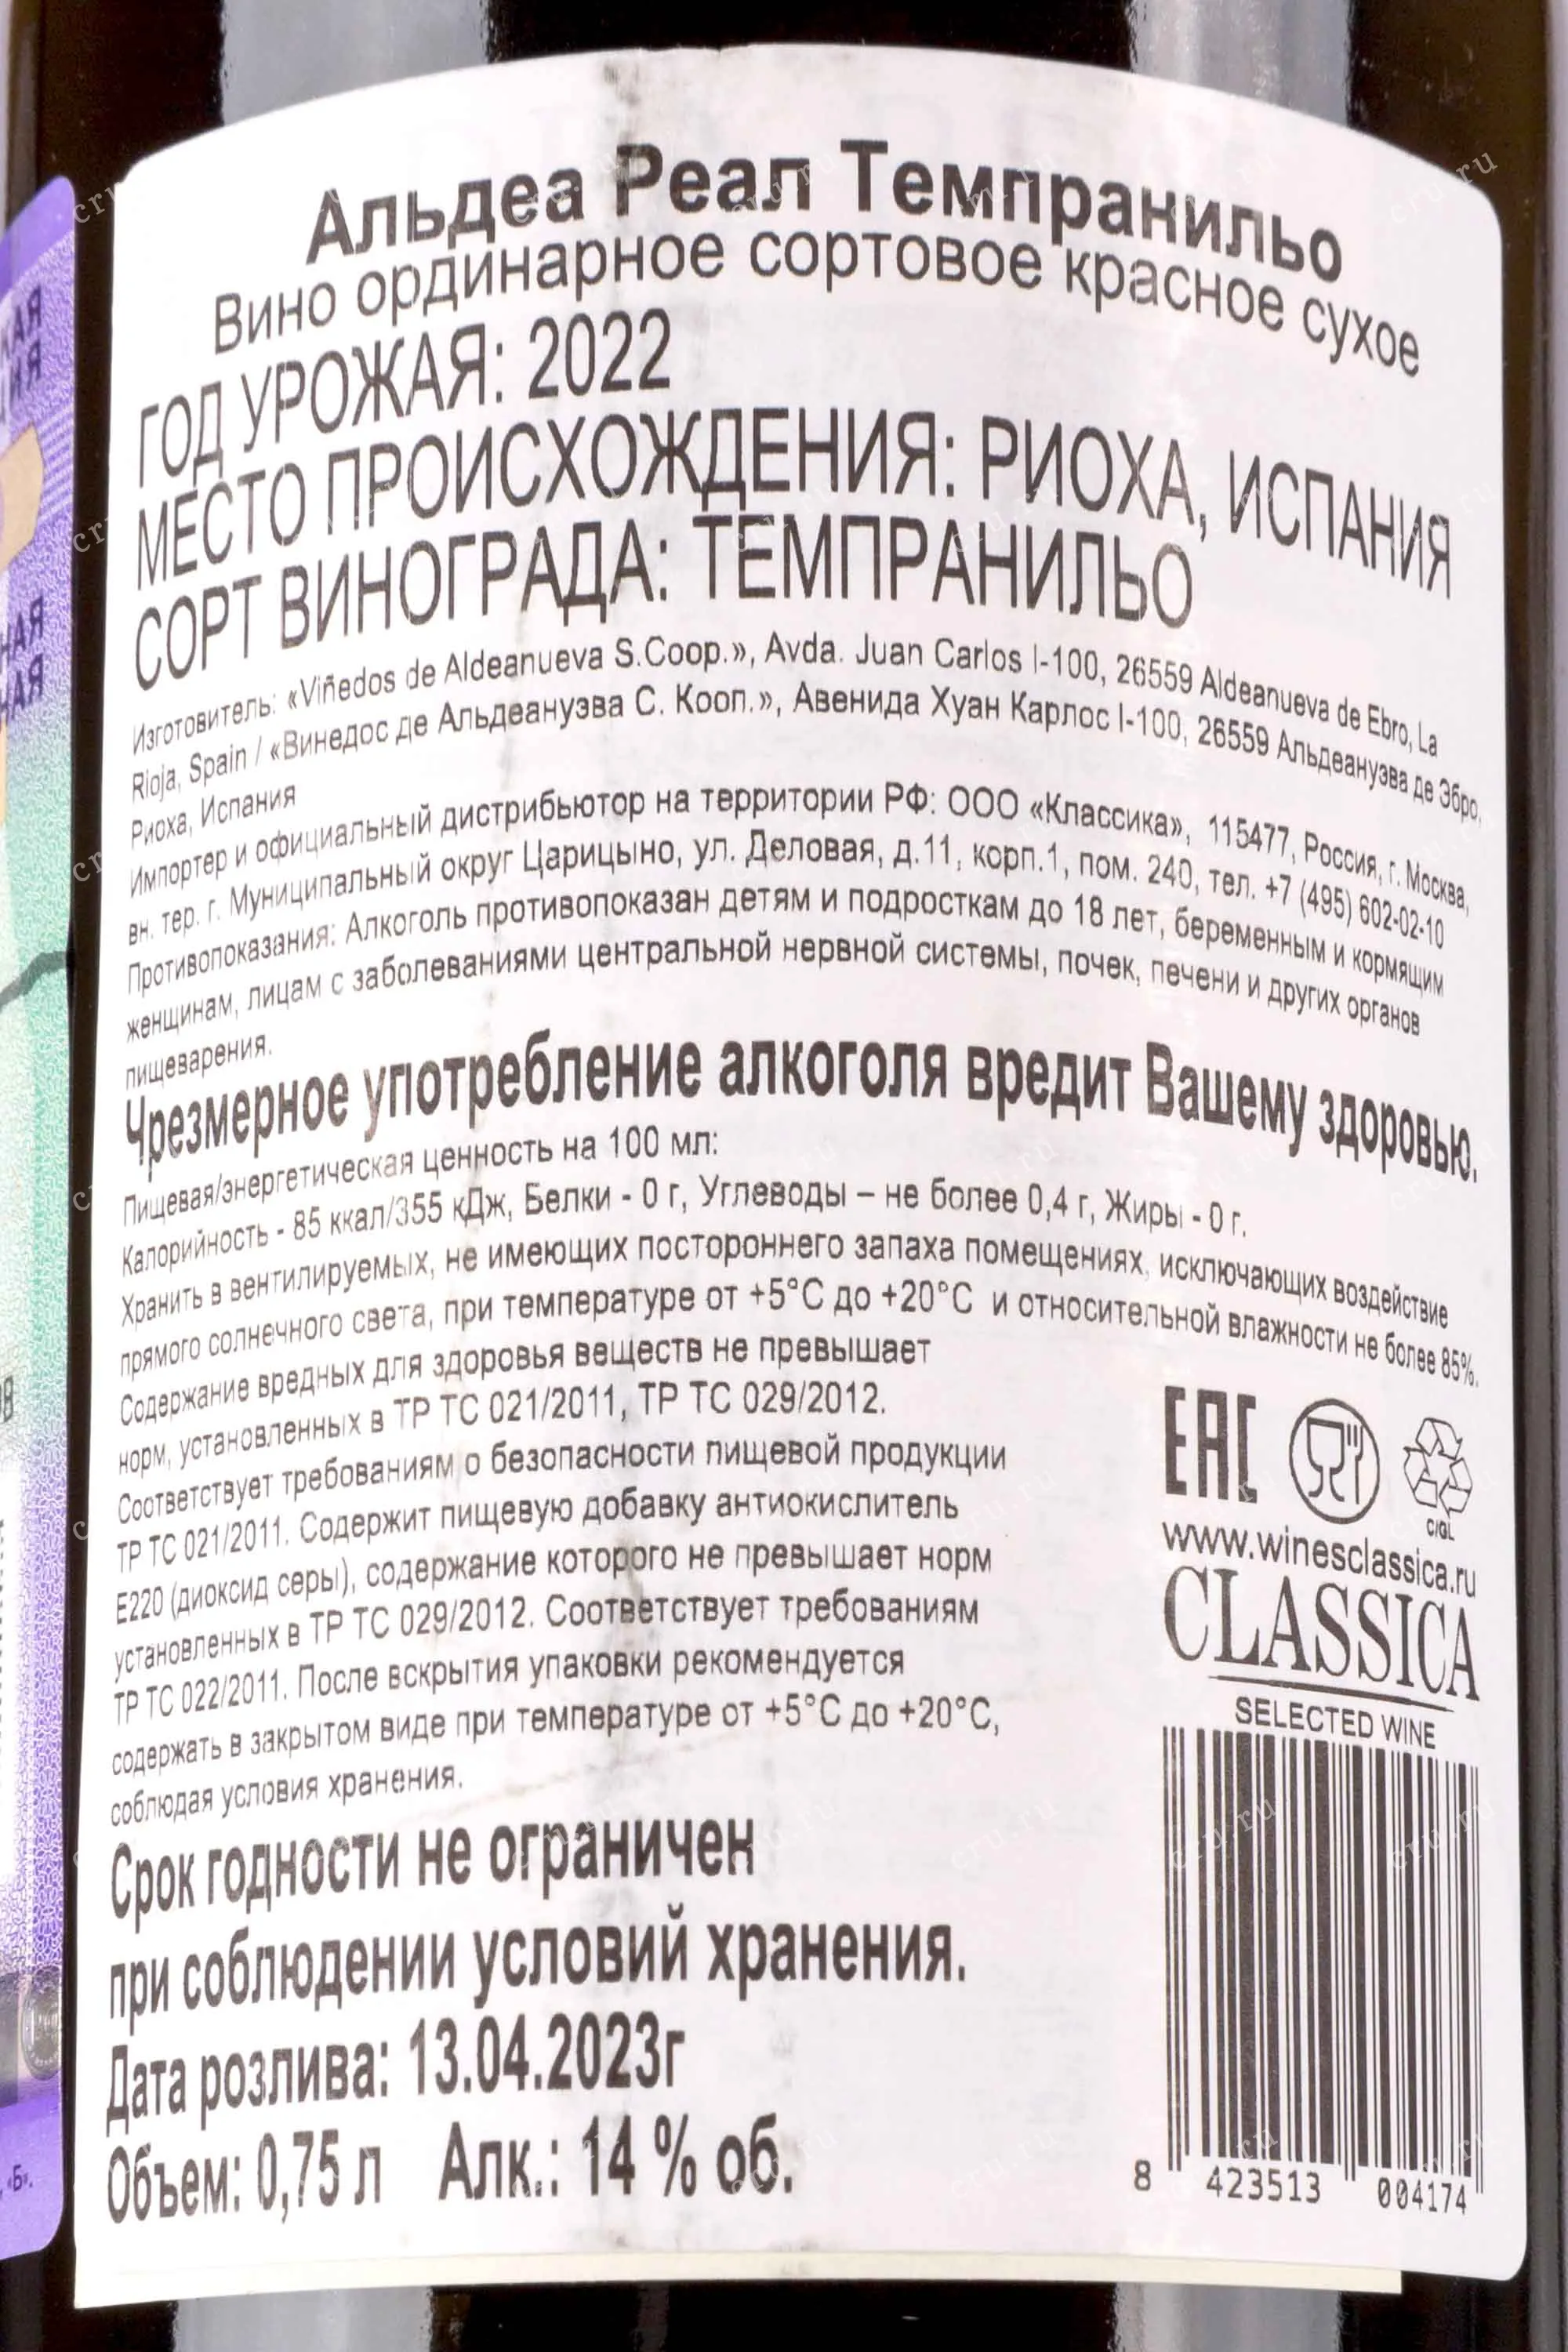 Альдеа Реал Темпранильо
Вино ординарное сортовое красное сухое
ГОД УРОЖАЯ: 2022
МЕСТО ПРОИСХОЖДЕНИЯ: РИОХА, ИСПАНИЯ
СОРТ ВИНОГРАДА: ТЕМПРАНИЛЬО
Изготовитель: «Viñedos de Aldeanueva S.Coop.», Avda. Juan Carlos I-100, 26559 Aldeanueva de Ebro, La
Rioja, Spain / «Винедос де Альдеануэва С. Кооп.», Авенида Хуан Карлос I-100, 26559 Альдеануэва де Эбро,
Риоха, Испания
Импортер и официальный дистрибьютор на территории РФ: ООО «Классика», 115477, Россия, г. Москва,
вн. тер. г. Муниципальный округ Царицыно, ул. Деловая, д.11, корп.1, пом. 240, тел. +7 (495) 602-02-10
Противопоказания: Алкоголь противопоказан детям и подросткам до 18 лет, беременным и кормящим
женщинам, лицам с заболеваниями центральной нервной системы, почек, печени и других органов
пищеварения.
Чрезмерное употребление алкоголя вредит Вашему здоровью.
Пищевая/энергетическая ценность на 100 мл:
Калорийность - 85 ккал/355 кДж, Белки - 0 г, Углеводы – не более 0,4 г, Жиры - 0 г.
Хранить в вентилируемых, не имеющих постороннего запаха помещениях, исключающих воздействие
прямого солнечного света, при температуре от +5°С до +20°С и относительной влажности не более 85%.
Содержание вредных для здоровья веществ не превышает
норм, установленных в ТР ТС 021/2011, ТР ТС 029/2012.
Соответствует требованиям о безопасности пищевой продукции
ТР ТС 021/2011. Содержит пищевую добавку антиокислитель
Е220 (диоксид серы), содержание которого не превышает норм
установленных в ТР ТС 029/2012. Соответствует требованиям
ТР ТС 022/2011. После вскрытия упаковки рекомендуется
содержать в закрытом виде при температуре от +5°С до +20°С,
соблюдая условия хранения.
Срок годности не ограничен
при соблюдении условий хранения.
Дата розлива: 13.04.2023г
Объем: 0,75 л Алк.: 14 % об.
EAC
C/GL
www.winesclassica.ru
CLASSICA
SELECTED WINE
8 423513 004174